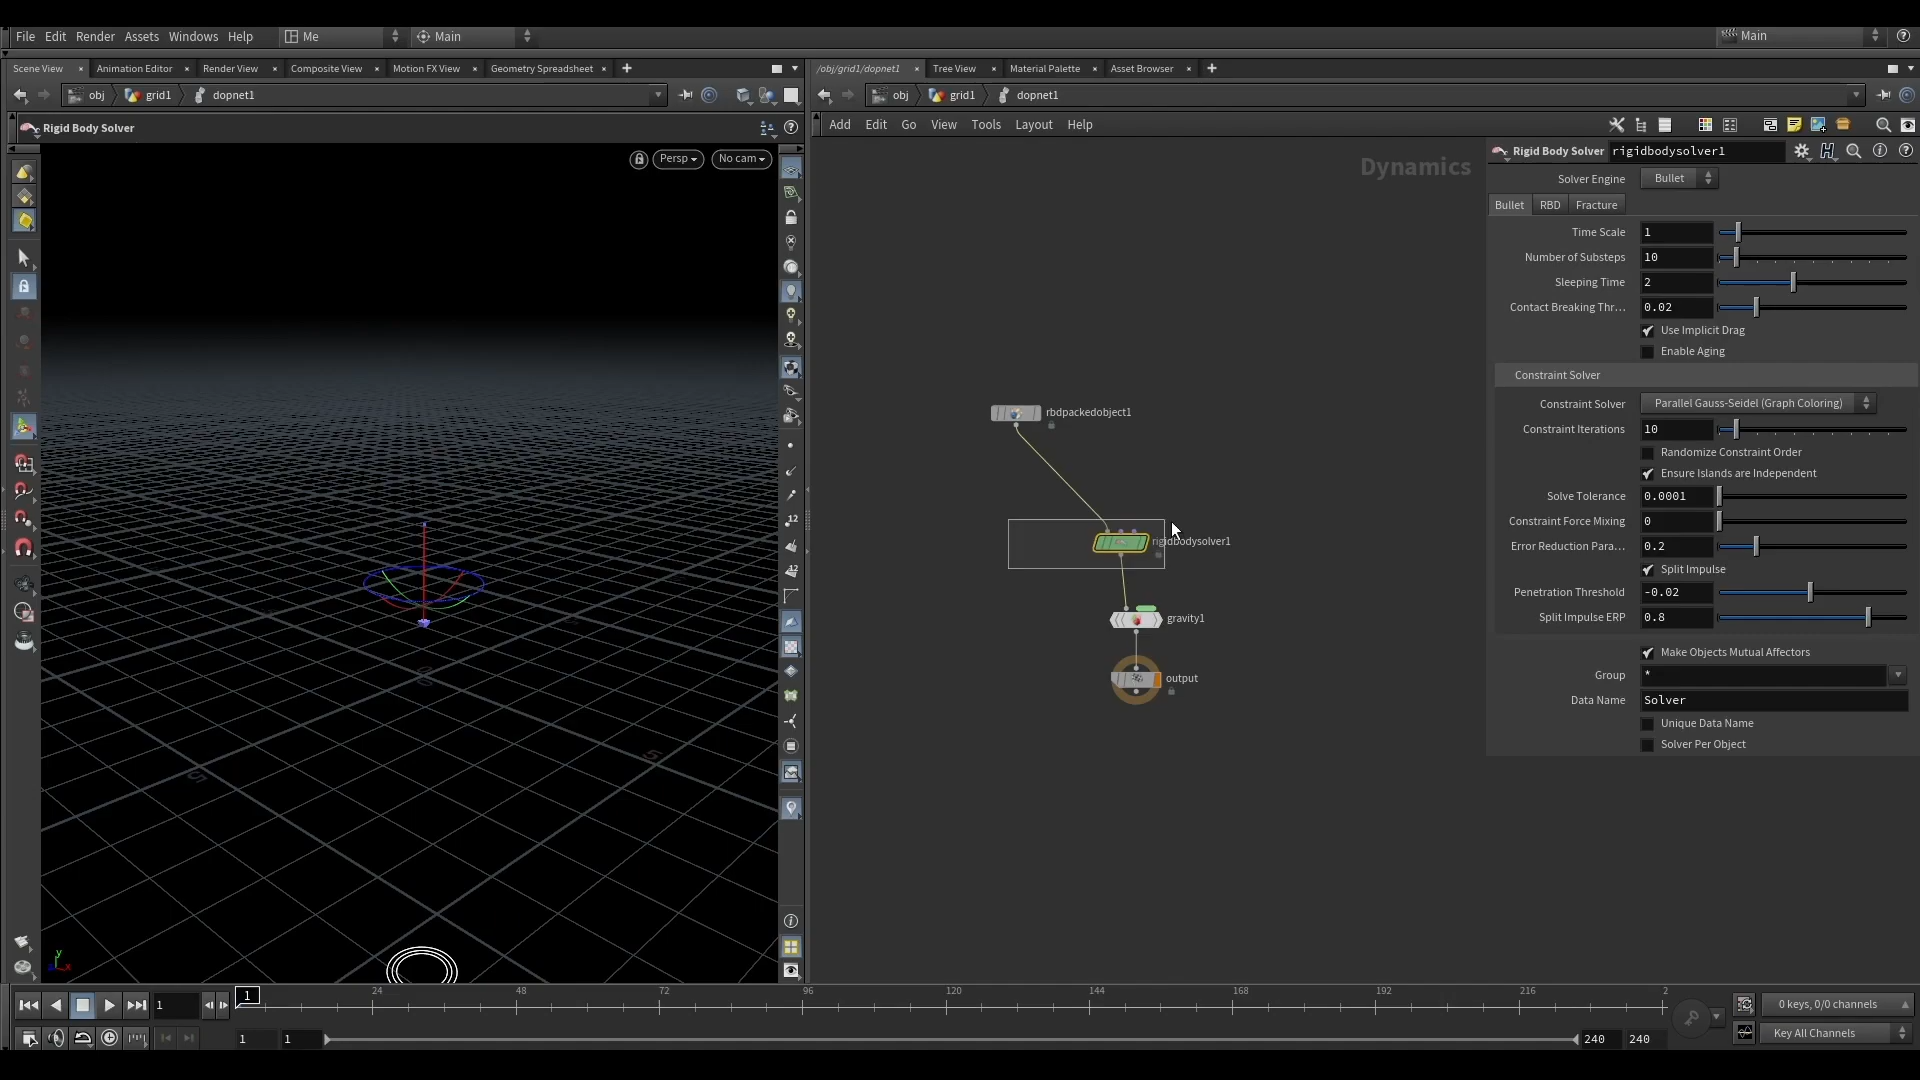 File Edit Render Assets Windows Help Me Main Main
Scene View Animation Editor Render View Composite View Motion FX View Geometry Spreadsheet
/obj/grid1/dopnet1 Tree View Material Palette Asset Browser
obj grid1 dopnet1
obj grid1 dopnet1
Rigid Body Solver
Add Edit Go View Tools Layout Help
Persp No cam
Dynamics
Rigid Body Solver rigidbodysolver1
Solver Engine Bullet
Bullet RBD Fracture
Time Scale 1
Number of Substeps 10
Sleeping Time 2
Contact Breaking Thr... 0.02
Use Implicit Drag
Enable Aging
Constraint Solver
Constraint Solver Parallel Gauss-Seidel (Graph Coloring)
Constraint Iterations 10
Randomize Constraint Order
Ensure Islands are Independent
Solve Tolerance 0.0001
Constraint Force Mixing 0
Error Reduction Para... 0.2
Split Impulse
Penetration Threshold -0.02
Split Impulse ERP 0.8
Make Objects Mutual Affectors
Group *
Data Name Solver
Unique Data Name
Solver Per Object
rbdpackedobject1
rigidbodysolver1
gravity1
output
12
12
5
5
y
x
1 1 24 48 72 96 120 144 168 192 216 2
0 keys, 0/0 channels
1 1 240 240
Key All Channels